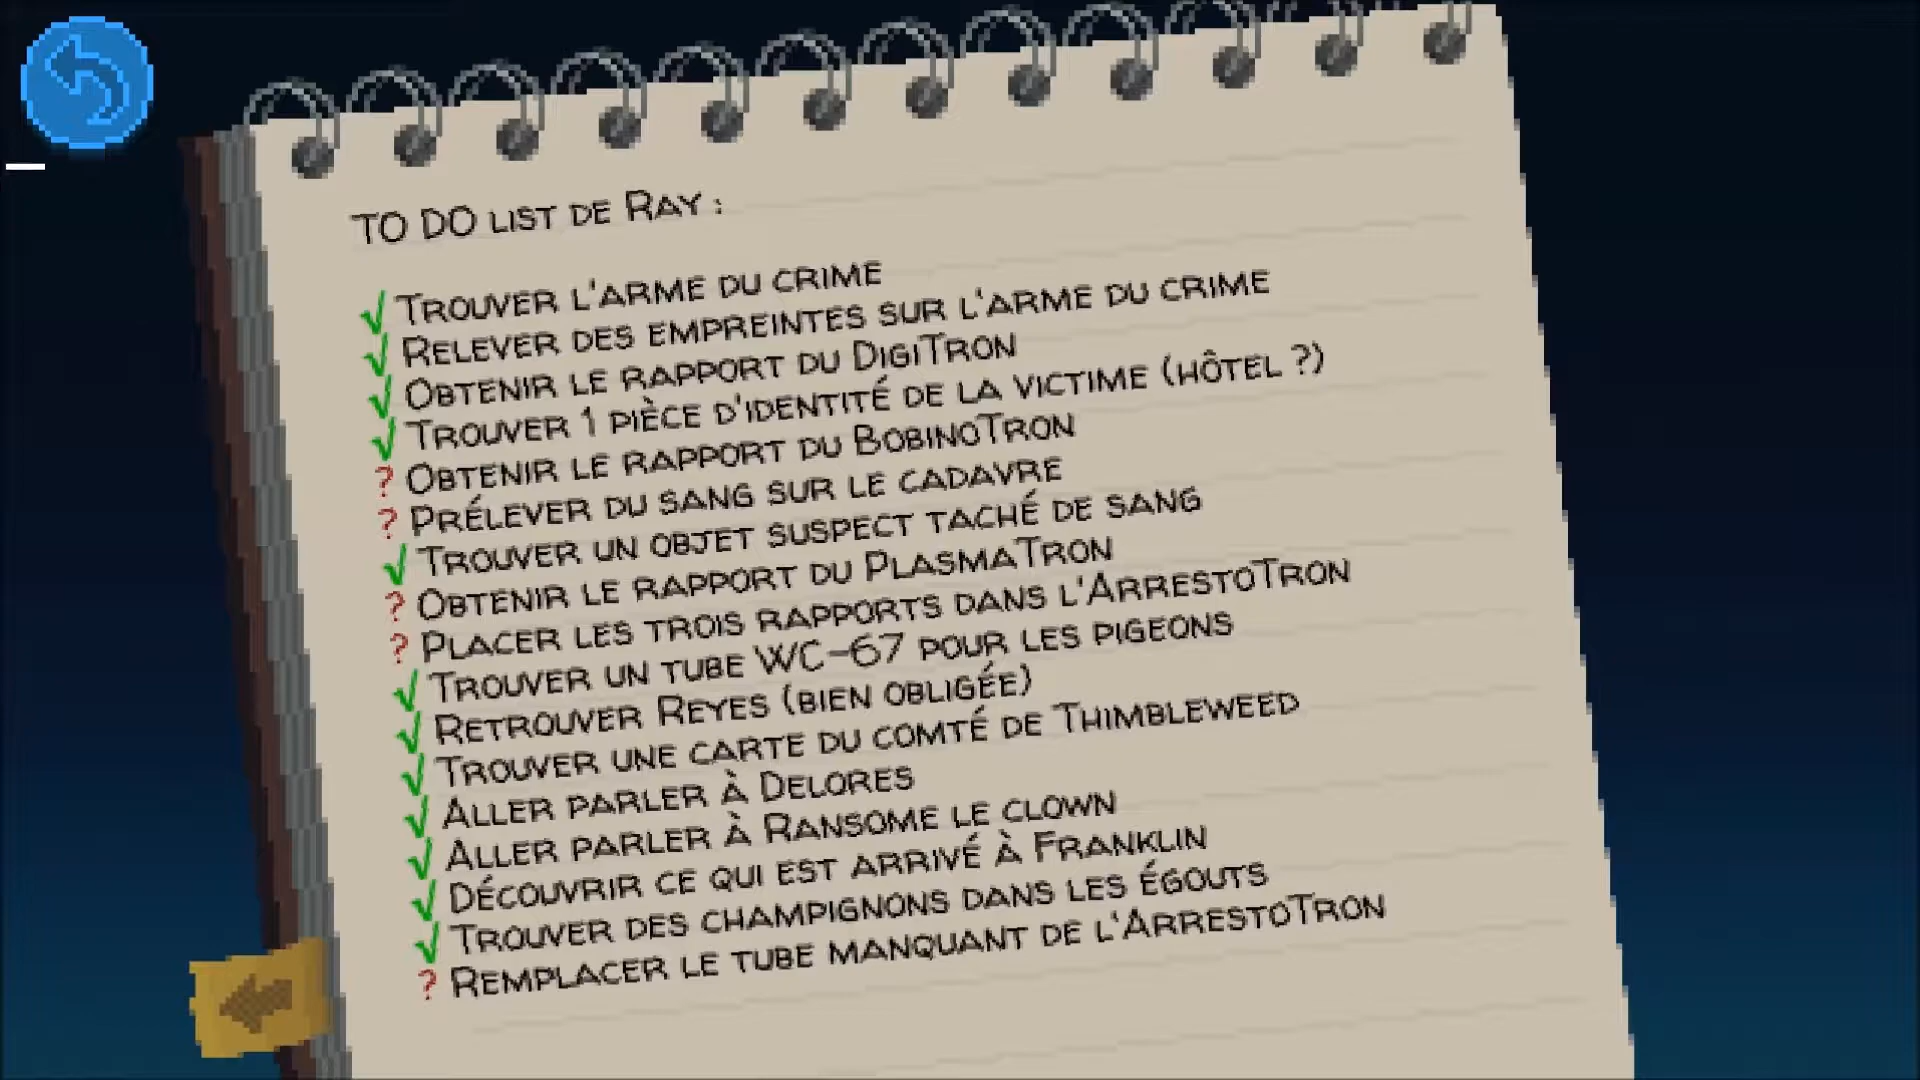 TO DO LIST DE RAY :
√ TROUVER L'ARME DU CRIME
√ RELEVER DES EMPREINTES SUR L'ARME DU CRIME
√ OBTENIR LE RAPPORT DU DIGITRON
√ TROUVER 1 PIÈCE D'IDENTITÉ DE LA VICTIME (HÔTEL ?)
? OBTENIR LE RAPPORT DU BOBINOTRON
? PRÉLEVER DU SANG SUR LE CADAVRE
√ TROUVER UN OBJET SUSPECT TACHÉ DE SANG
? OBTENIR LE RAPPORT DU PLASMATRON
? PLACER LES TROIS RAPPORTS DANS L'ARRESTOTRON
√ TROUVER UN TUBE WC-67 POUR LES PIGEONS
√ RETROUVER REYES (BIEN OBLIGÉE)
√ TROUVER UNE CARTE DU COMTÉ DE THIMBLEWEED
√ ALLER PARLER À DELORES
√ ALLER PARLER À RANSOME LE CLOWN
√ DÉCOUVRIR CE QUI EST ARRIVÉ À FRANKLIN
√ TROUVER DES CHAMPIGNONS DANS LES ÉGOUTS
? REMPLACER LE TUBE MANQUANT DE L'ARRESTOTRON